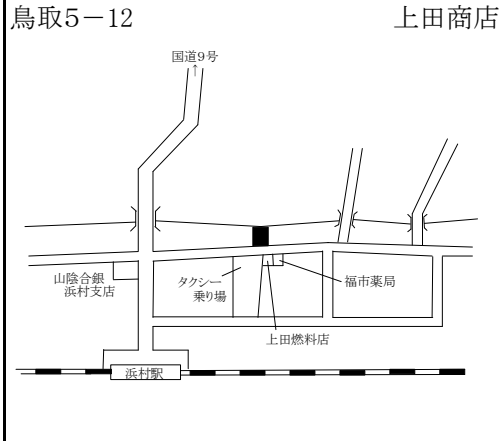 鳥取5－12
上田商店
国道9号
↑
山陰合銀
浜村支店
タクシー
乗り場
福市薬局
上田燃料店
浜村駅